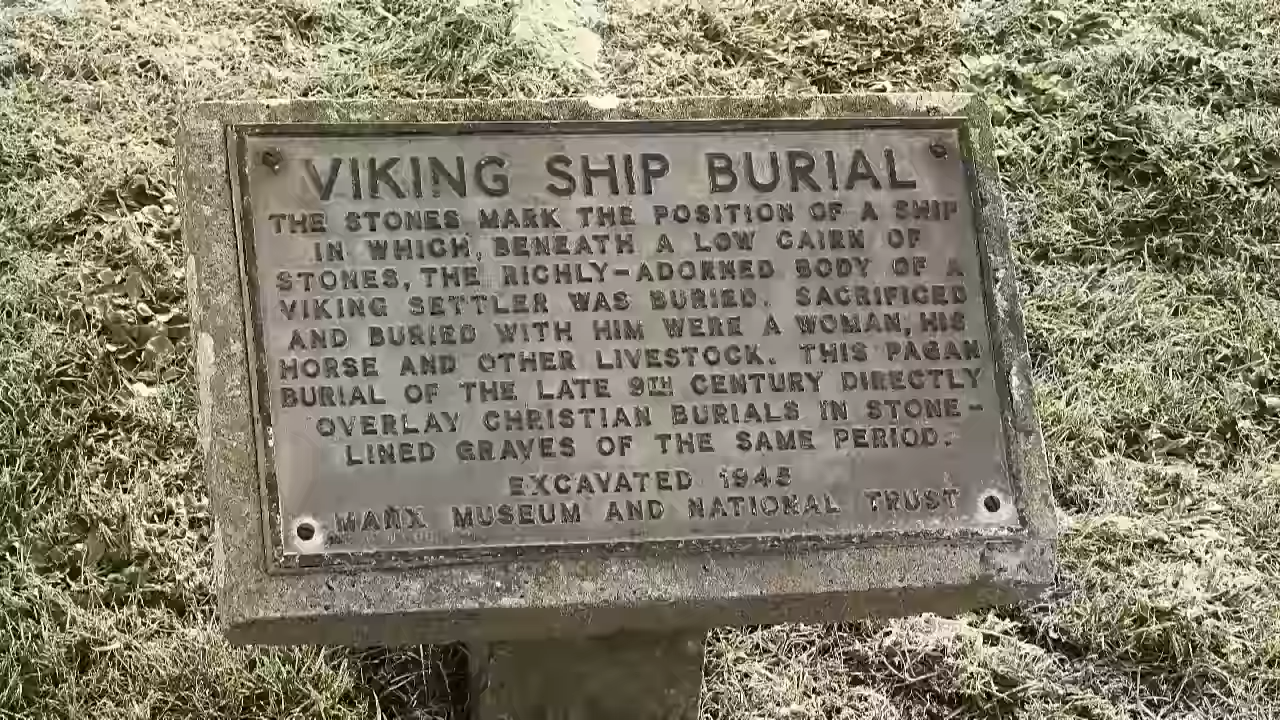 VIKING SHIP BURIAL
THE STONES MARK THE POSITION OF A SHIP
IN WHICH, BENEATH A LOW CAIRN OF
STONES, THE RICHLY-ADORNED BODY OF A
VIKING SETTLER WAS BURIED. SACRIFICED
AND BURIED WITH HIM WERE A WOMAN, HIS
HORSE AND OTHER LIVESTOCK. THIS PAGAN
BURIAL OF THE LATE 9TH CENTURY DIRECTLY
OVERLAY CHRISTIAN BURIALS IN STONE-
LINED GRAVES OF THE SAME PERIOD.
EXCAVATED 1945
MANX MUSEUM AND NATIONAL TRUST